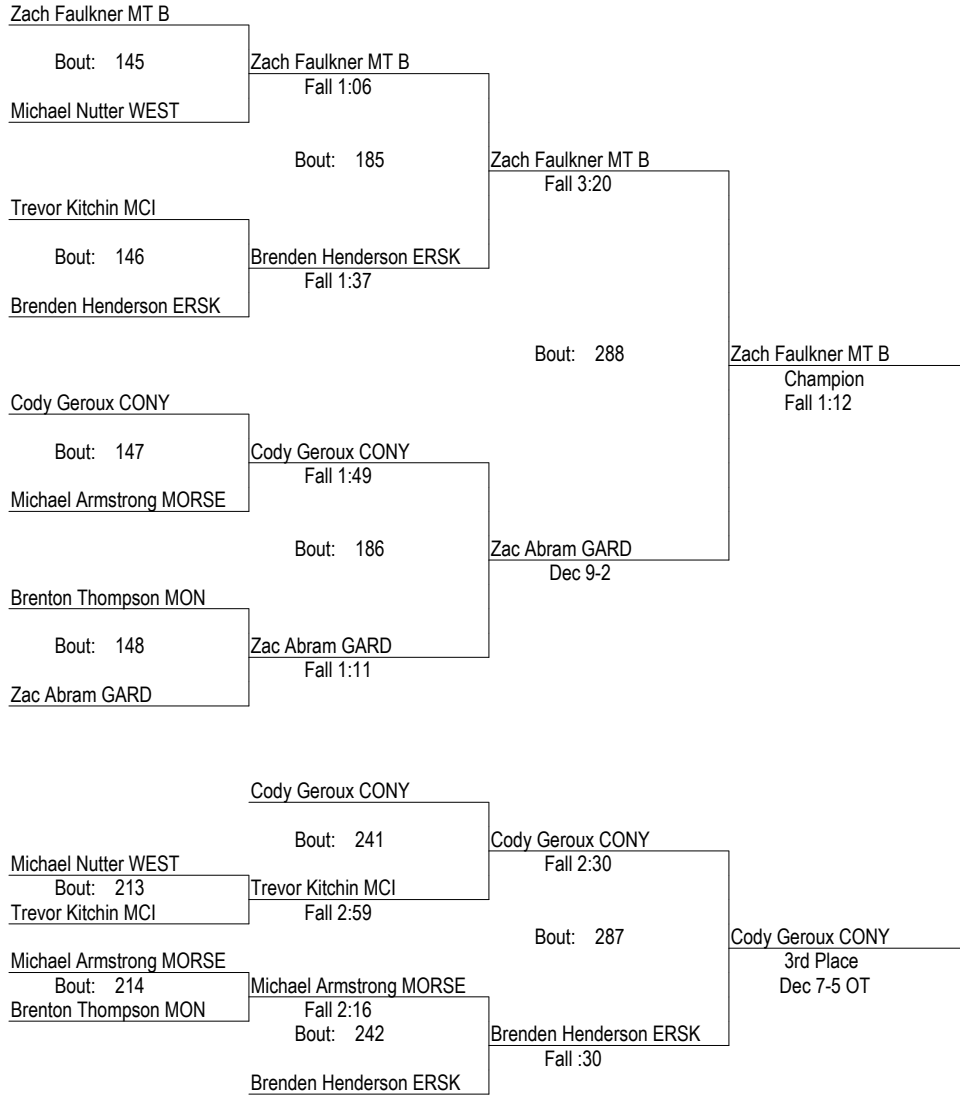 Zach Faulkner MT B
Bout: 145
Zach Faulkner MT B
Fall 1:06
Michael Nutter WEST
Bout: 185
Zach Faulkner MT B
Fall 3:20
Trevor Kitchin MCI
Bout: 146
Brenden Henderson ERSK
Fall 1:37
Brenden Henderson ERSK
Bout: 288
Zach Faulkner MT B
Champion
Fall 1:12
Cody Geroux CONY
Bout: 147
Cody Geroux CONY
Fall 1:49
Michael Armstrong MORSE
Bout: 186
Zac Abram GARD
Dec 9-2
Brenton Thompson MON
Bout: 148
Zac Abram GARD
Fall 1:11
Zac Abram GARD
Cody Geroux CONY
Bout: 241
Cody Geroux CONY
Fall 2:30
Michael Nutter WEST
Bout: 213
Trevor Kitchin MCI
Trevor Kitchin MCI
Fall 2:59
Bout: 287
Cody Geroux CONY
3rd Place
Dec 7-5 OT
Michael Armstrong MORSE
Bout: 214
Michael Armstrong MORSE
Brenton Thompson MON
Fall 2:16
Bout: 242
Brenden Henderson ERSK
Fall :30
Brenden Henderson ERSK